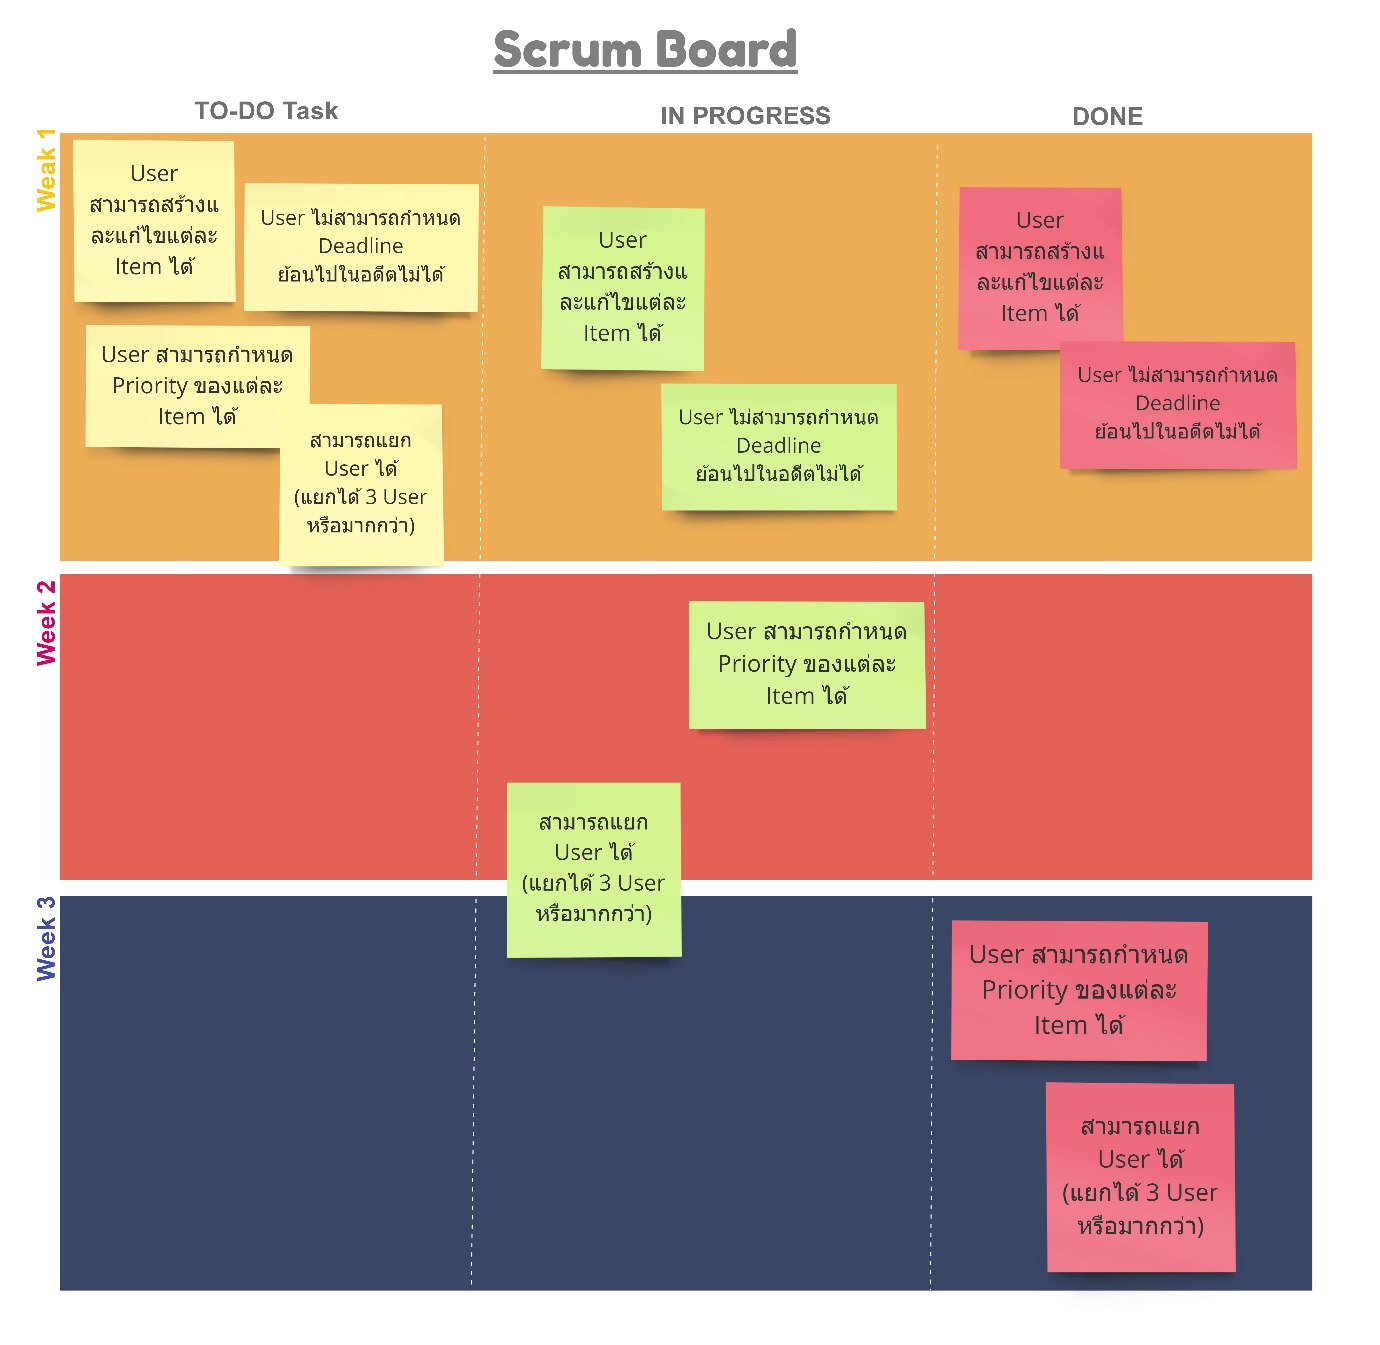 Scrum Board
TO-DO Task
IN PROGRESS
DONE
Weak 1
User
สามารถสร้างแ
ละแก้ไขแต่ละ
Item ได้
User ไม่สามารถกำหนด
Deadline
ย้อนไปในอดีตไม่ได้
User สามารถกำหนด
Priority ของแต่ละ
Item ได้
สามารถแยก
User ได้
(แยกได้ 3 User
หรือมากกว่า)
User
สามารถสร้างแ
ละแก้ไขแต่ละ
Item ได้
User ไม่สามารถกำหนด
Deadline
ย้อนไปในอดีตไม่ได้
User
สามารถสร้างแ
ละแก้ไขแต่ละ
Item ได้
User ไม่สามารถกำหนด
Deadline
ย้อนไปในอดีตไม่ได้
Week 2
User สามารถกำหนด
Priority ของแต่ละ
Item ได้
สามารถแยก
User ได้
(แยกได้ 3 User
หรือมากกว่า)
Week 3
User สามารถกำหนด
Priority ของแต่ละ
Item ได้
สามารถแยก
User ได้
(แยกได้ 3 User
หรือมากกว่า)